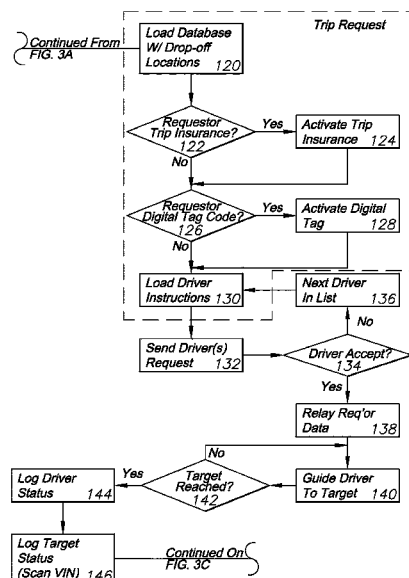 Trip Request
Continued From
FIG. 3A
Load Database
W/ Drop-off
Locations
120
Requestor
Trip Insurance?
122
Yes
No
Activate Trip
Insurance
124
Requestor
Digital Tag Code?
126
Yes
No
Activate Digital
Tag
128
Load Driver
Instructions
130
Next Driver
In List
136
Send Driver(s)
Request
132
No
Driver Accept?
134
Yes
Relay Req'or
Data
138
No
Guide Driver
To Target
140
Target
Reached?
142
Yes
Log Driver
Status
144
Log Target
Status
(Scan VIN)
146
Continued On
FIG. 3C